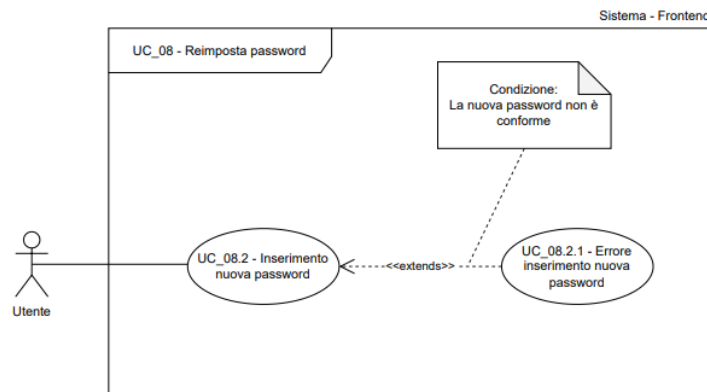 Sistema - Frontend
UC_08 - Reimposta password
Condizione:
La nuova password non è
conforme
UC_08.2 - Inserimento
nuova password
<<extends>>
UC_08.2.1 - Errore
inserimento nuova
password
Utente